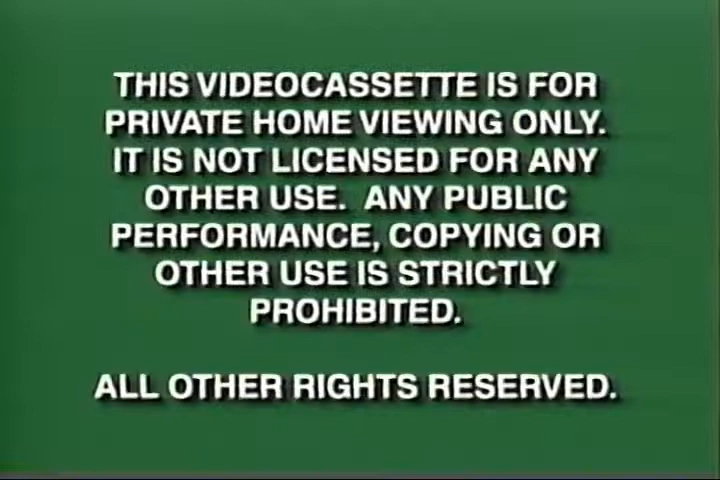 THIS VIDEOCASSETTE IS FOR
PRIVATE HOME VIEWING ONLY.
IT IS NOT LICENSED FOR ANY
OTHER USE.  ANY PUBLIC
PERFORMANCE, COPYING OR
OTHER USE IS STRICTLY
PROHIBITED.
ALL OTHER RIGHTS RESERVED.